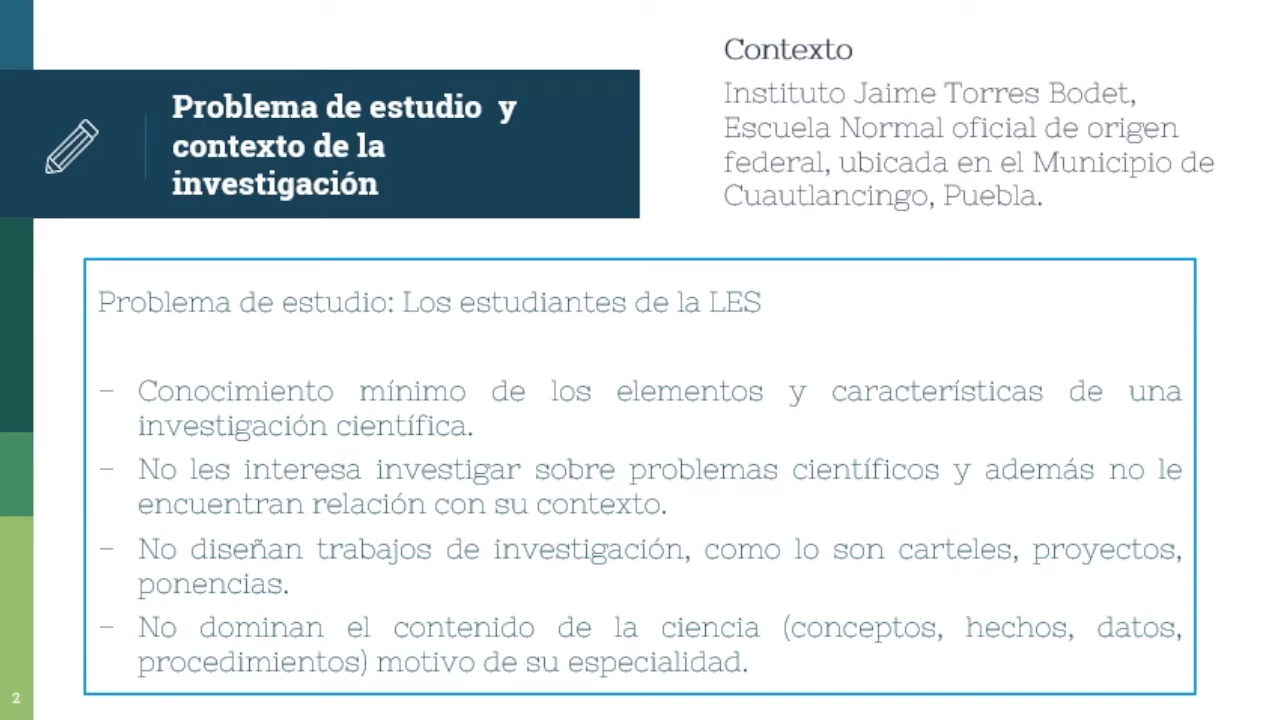 Problema de estudio y
contexto de la
investigación
Contexto
Instituto Jaime Torres Bodet,
Escuela Normal oficial de origen
federal, ubicada en el Municipio de
Cuautlancingo, Puebla.
Problema de estudio: Los estudiantes de la LES
– Conocimiento mínimo de los elementos y características de una
investigación científica.
– No les interesa investigar sobre problemas científicos y además no le
encuentran relación con su contexto.
– No diseñan trabajos de investigación, como lo son carteles, proyectos,
ponencias.
– No dominan el contenido de la ciencia (conceptos, hechos, datos,
procedimientos) motivo de su especialidad.
2